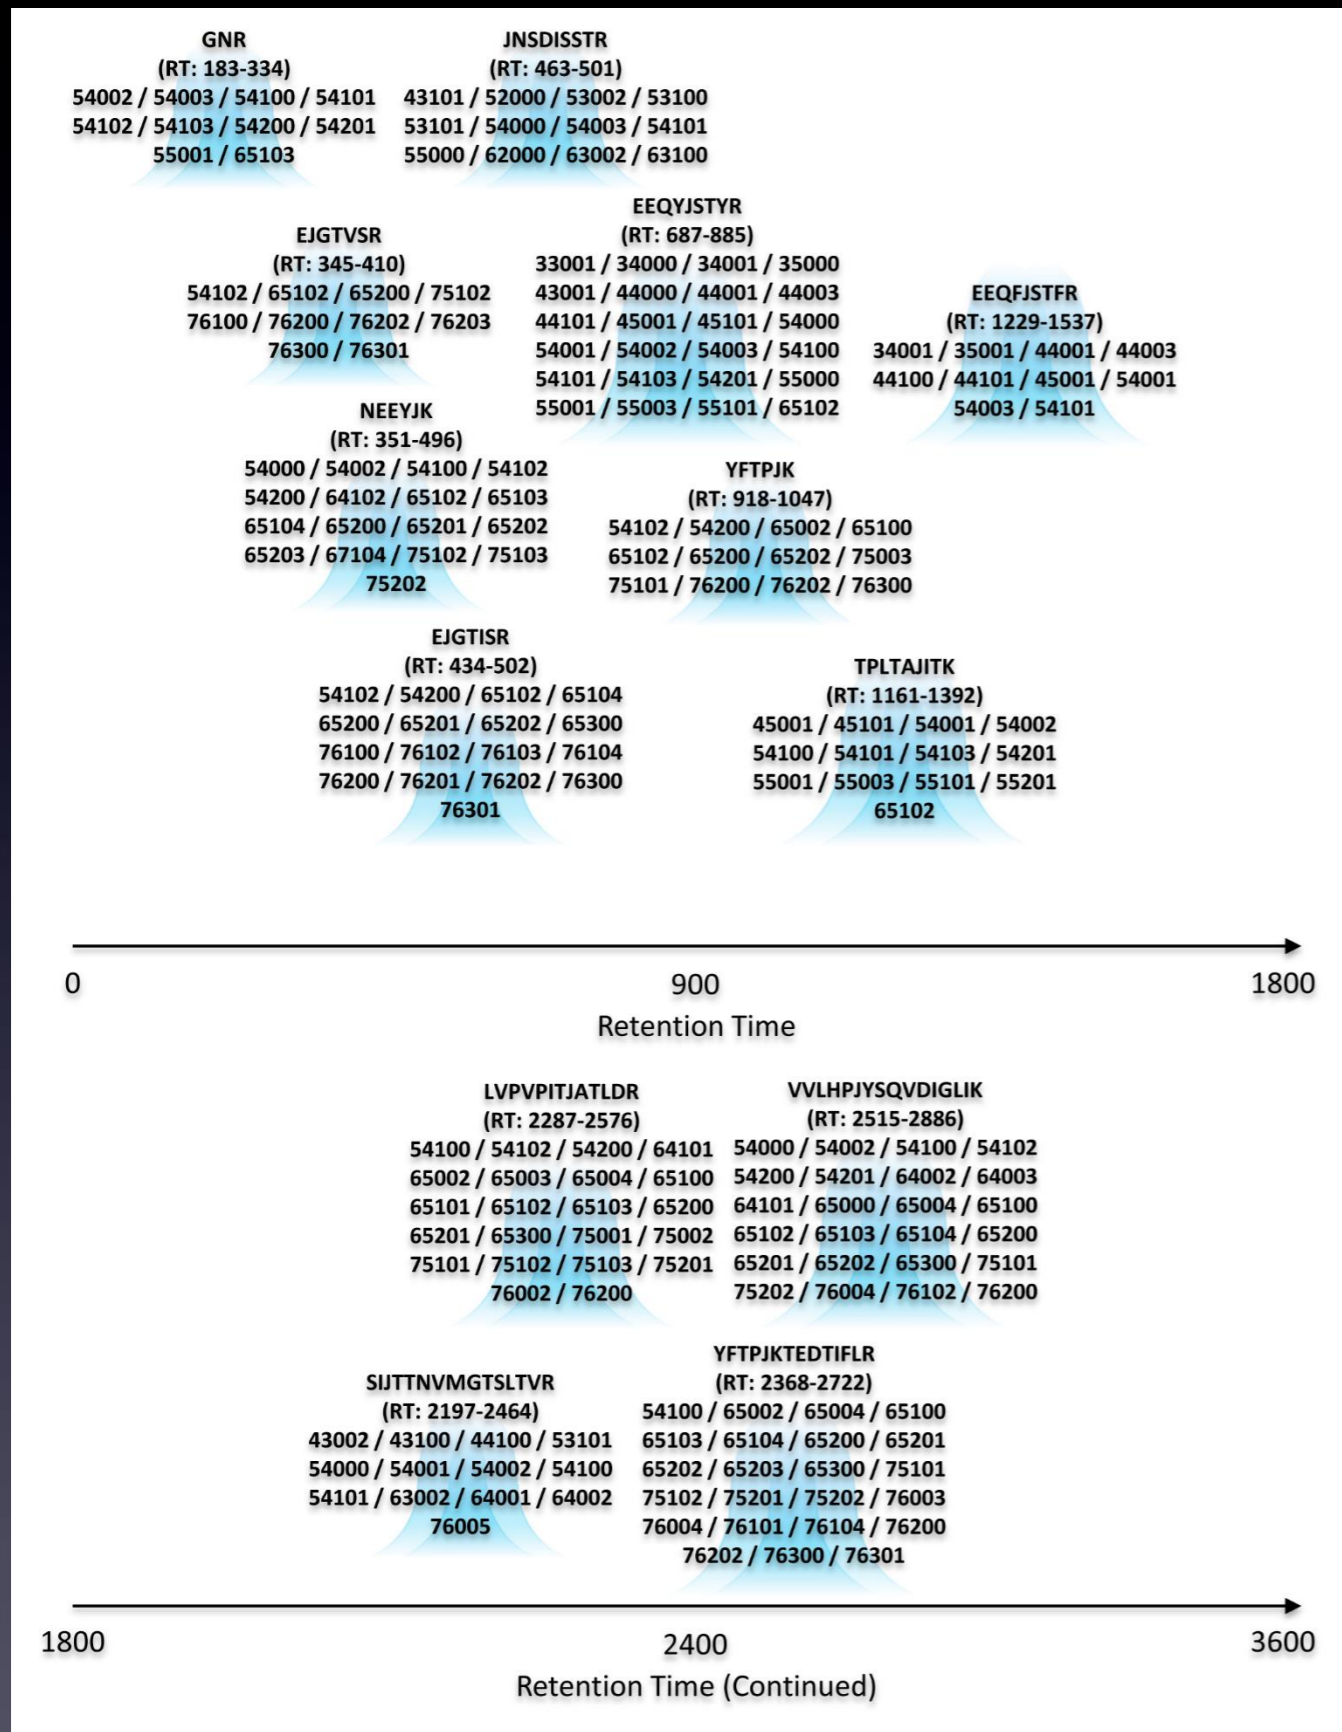 GNR
(RT: 183-334)
54002 / 54003 / 54100 / 54101
54102 / 54103 / 54200 / 54201
55001 / 65103
JNSDISSTR
(RT: 463-501)
43101 / 52000 / 53002 / 53100
53101 / 54000 / 54003 / 54101
55000 / 62000 / 63002 / 63100
EJGTVSR
(RT: 345-410)
54102 / 65102 / 65200 / 75102
76100 / 76200 / 76202 / 76203
76300 / 76301
EEQYJSTYR
(RT: 687-885)
33001 / 34000 / 34001 / 35000
43001 / 44000 / 44001 / 44003
44101 / 45001 / 45101 / 54000
54001 / 54002 / 54003 / 54100
54101 / 54103 / 54201 / 55000
55001 / 55003 / 55101 / 65102
EEQFJSTFR
(RT: 1229-1537)
34001 / 35001 / 44001 / 44003
44100 / 44101 / 45001 / 54001
54003 / 54101
NEEYJK
(RT: 351-496)
54000 / 54002 / 54100 / 54102
54200 / 64102 / 65102 / 65103
65104 / 65200 / 65201 / 65202
65203 / 67104 / 75102 / 75103
75202
YFTPJK
(RT: 918-1047)
54102 / 54200 / 65002 / 65100
65102 / 65200 / 65202 / 75003
75101 / 76200 / 76202 / 76300
EJGTISR
(RT: 434-502)
54102 / 54200 / 65102 / 65104
65200 / 65201 / 65202 / 65300
76100 / 76102 / 76103 / 76104
76200 / 76201 / 76202 / 76300
76301
TPLTAJITK
(RT: 1161-1392)
45001 / 45101 / 54001 / 54002
54100 / 54101 / 54103 / 54201
55001 / 55003 / 55101 / 55201
65102
0
900
1800
Retention Time
LVPVPITJATLDR
(RT: 2287-2576)
54100 / 54102 / 54200 / 64101
65002 / 65003 / 65004 / 65100
65101 / 65102 / 65103 / 65200
65201 / 65300 / 75001 / 75002
75101 / 75102 / 75103 / 75201
76002 / 76200
VVLHPJYSQVDIGLIK
(RT: 2515-2886)
54000 / 54002 / 54100 / 54102
54200 / 54201 / 64002 / 64003
64101 / 65000 / 65004 / 65100
65102 / 65103 / 65104 / 65200
65201 / 65202 / 65300 / 75101
75202 / 76004 / 76102 / 76200
SIJTTNVMGTSLTVR
(RT: 2197-2464)
43002 / 43100 / 44100 / 53101
54000 / 54001 / 54002 / 54100
54101 / 63002 / 64001 / 64002
76005
YFTPJKTEDTIFLR
(RT: 2368-2722)
54100 / 65002 / 65004 / 65100
65103 / 65104 / 65200 / 65201
65202 / 65203 / 65300 / 75101
75102 / 75201 / 75202 / 76003
76004 / 76101 / 76104 / 76200
76202 / 76300 / 76301
1800
2400
3600
Retention Time (Continued)